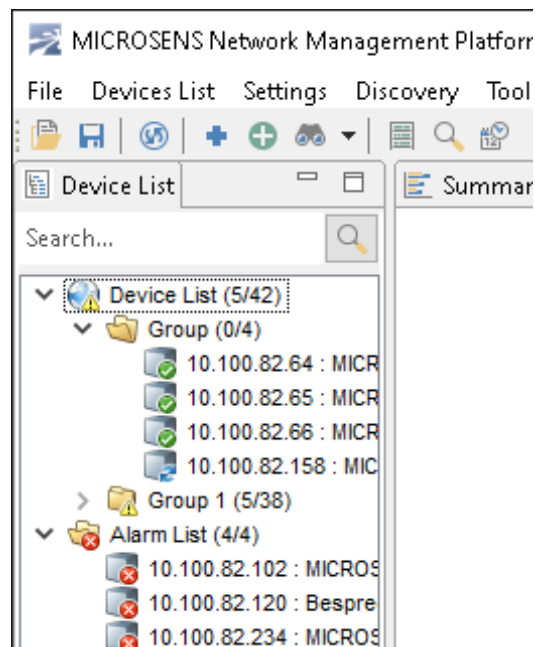 MICROSENS Network Management Platform
File Devices List Settings Discovery Tool
Device List Summar
Search...
Device List (5/42)
Group (0/4)
10.100.82.64 : MICR
10.100.82.65 : MICR
10.100.82.66 : MICR
10.100.82.158 : MIC
Group 1 (5/38)
Alarm List (4/4)
10.100.82.102 : MICROS
10.100.82.120 : Bespre
10.100.82.234 : MICROS